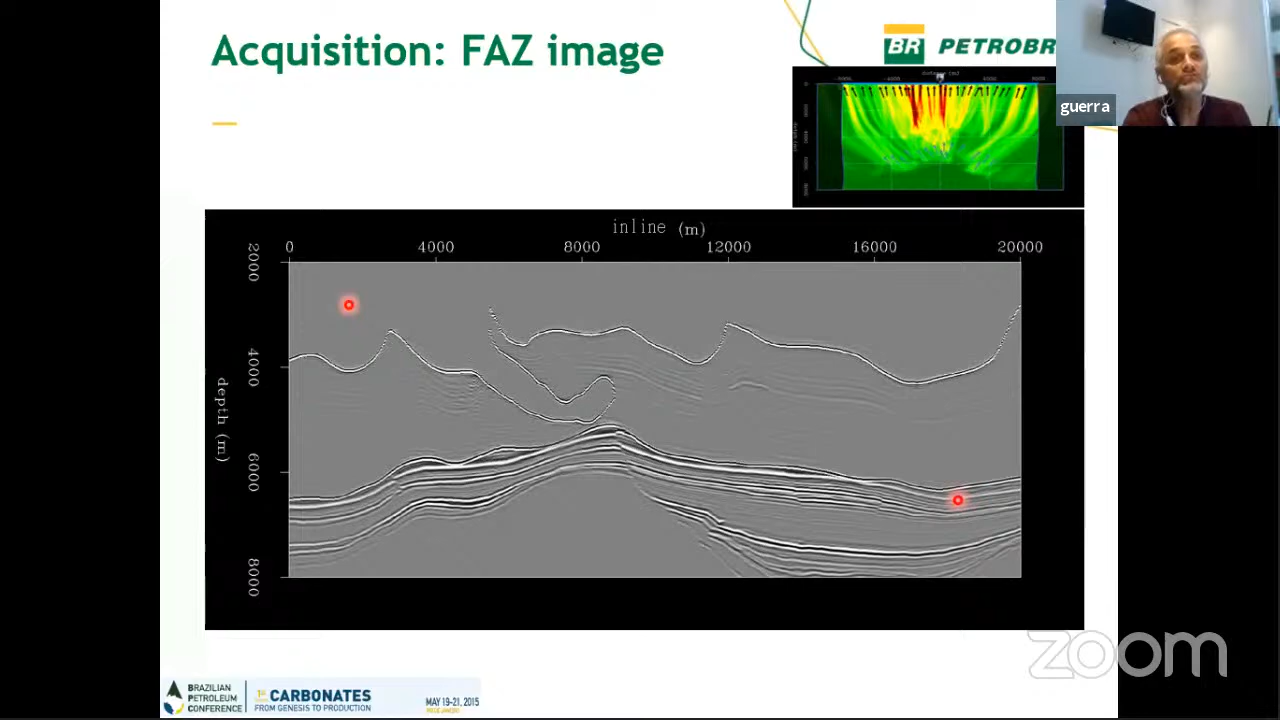 Acquisition: FAZ image
BR PETROBR
guerra
inline (m)
0 4000 8000 12000 16000 20000
depth (m)
2000
4000
6000
8000
zoom
BRAZILIAN
PETROLEUM
CONFERENCE
CARBONATES
FROM GENESIS TO PRODUCTION
MAY 19-21, 2015